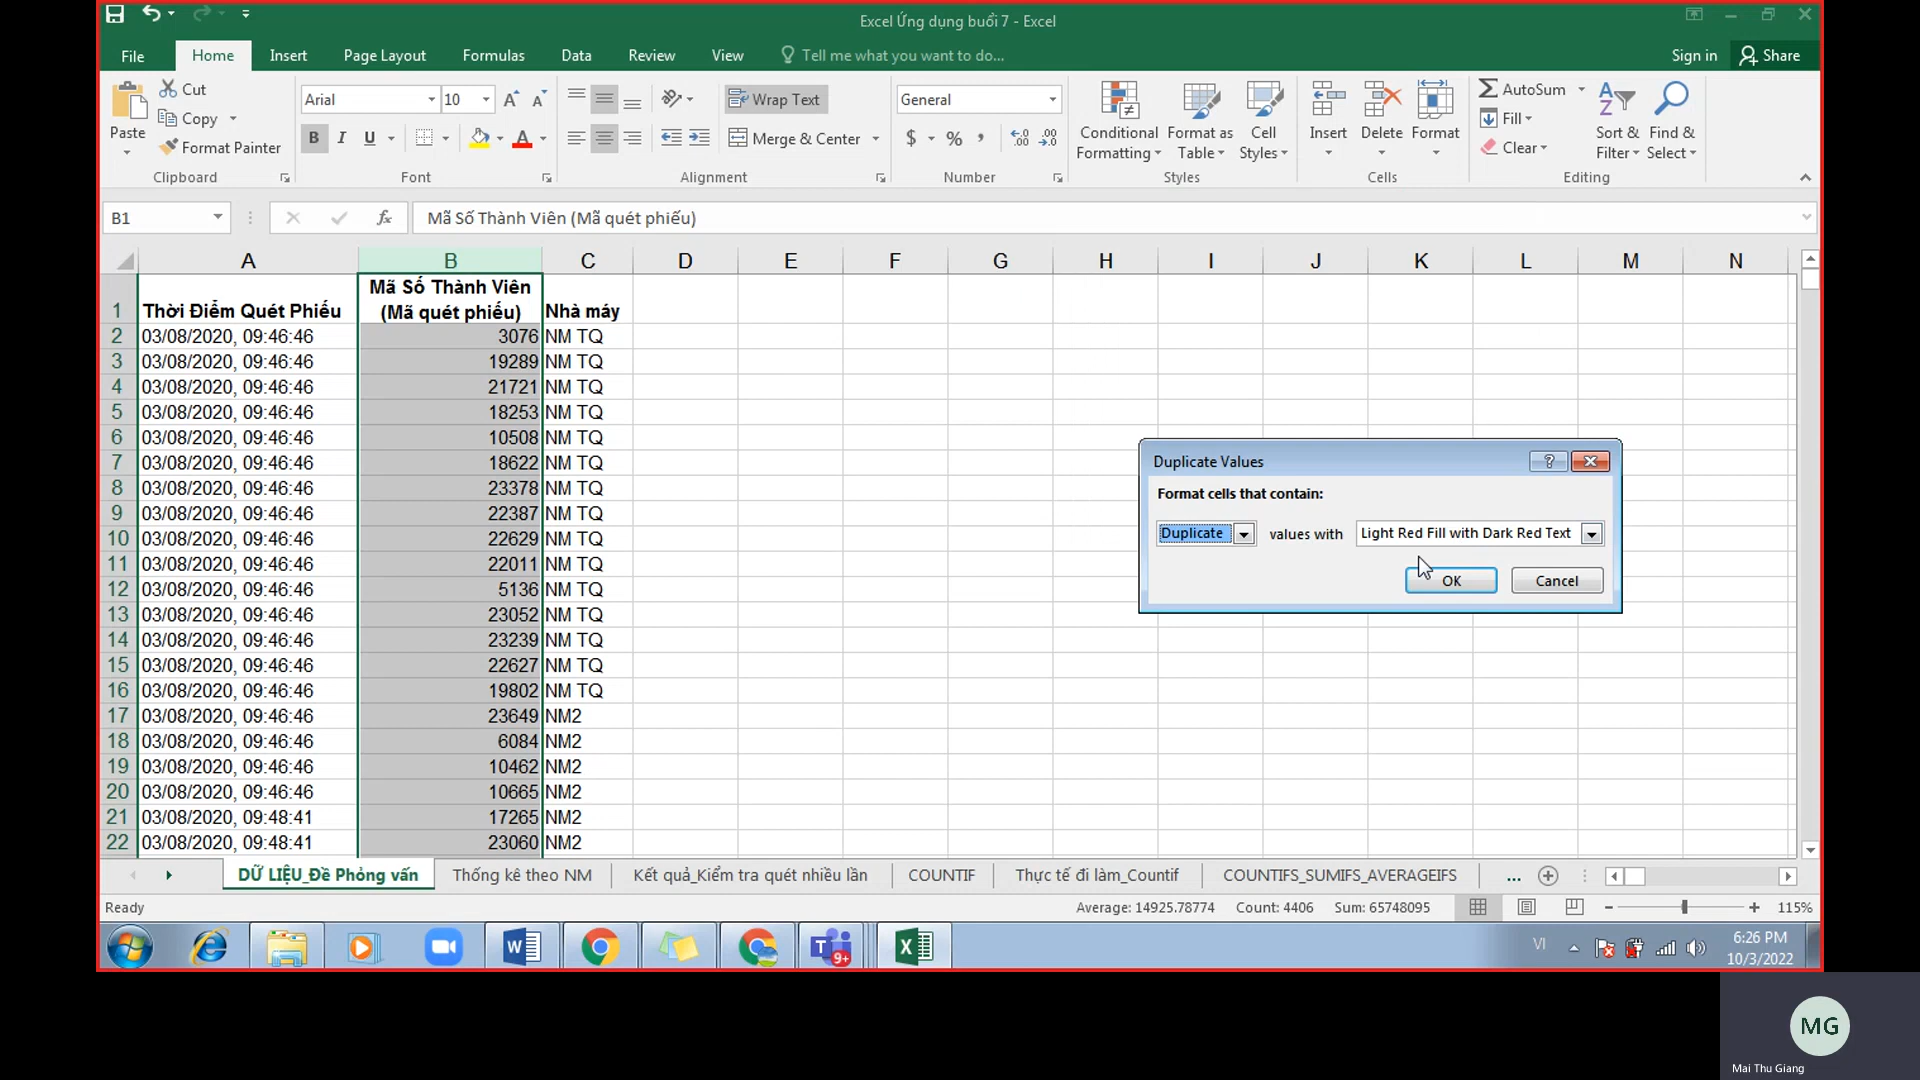 Excel Ứng dụng buổi 7 - Excel
File Home Insert Page Layout Formulas Data Review View Tell me what you want to do... Sign in Share
Paste Cut Copy Format Painter Clipboard
Arial 10 B I U A Font
Wrap Text Merge & Center Alignment
General $ % Number
Conditional Formatting Format as Table Cell Styles Styles
Insert Delete Format Cells
AutoSum Fill Clear Sort & Filter Find & Select Editing
B1 fx Mã Số Thành Viên (Mã quét phiếu)
A B C D E F G H I J K L M N
1 Thời Điểm Quét Phiếu Mã Số Thành Viên (Mã quét phiếu) Nhà máy
2 03/08/2020, 09:46:46 3076 NM TQ
3 03/08/2020, 09:46:46 19289 NM TQ
4 03/08/2020, 09:46:46 21721 NM TQ
5 03/08/2020, 09:46:46 18253 NM TQ
6 03/08/2020, 09:46:46 10508 NM TQ
7 03/08/2020, 09:46:46 18622 NM TQ
8 03/08/2020, 09:46:46 23378 NM TQ
9 03/08/2020, 09:46:46 22387 NM TQ
10 03/08/2020, 09:46:46 22629 NM TQ
11 03/08/2020, 09:46:46 22011 NM TQ
12 03/08/2020, 09:46:46 5136 NM TQ
13 03/08/2020, 09:46:46 23052 NM TQ
14 03/08/2020, 09:46:46 23239 NM TQ
15 03/08/2020, 09:46:46 22627 NM TQ
16 03/08/2020, 09:46:46 19802 NM TQ
17 03/08/2020, 09:46:46 23649 NM2
18 03/08/2020, 09:46:46 6084 NM2
19 03/08/2020, 09:46:46 10462 NM2
20 03/08/2020, 09:46:46 10665 NM2
21 03/08/2020, 09:48:41 17265 NM2
22 03/08/2020, 09:48:41 23060 NM2
Duplicate Values
Format cells that contain:
Duplicate values with Light Red Fill with Dark Red Text
OK Cancel
DỮ LIỆU_Đề Phỏng vấn Thống kê theo NM Kết quả_Kiểm tra quét nhiều lần COUNTIF Thực tế đi làm_Countif COUNTIFS_SUMIFS_AVERAGEIFS ...
Ready Average: 14925.78774 Count: 4406 Sum: 65748095 115%
9+ VI 6:26 PM
10/3/2022
MG
Mai Thu Giang